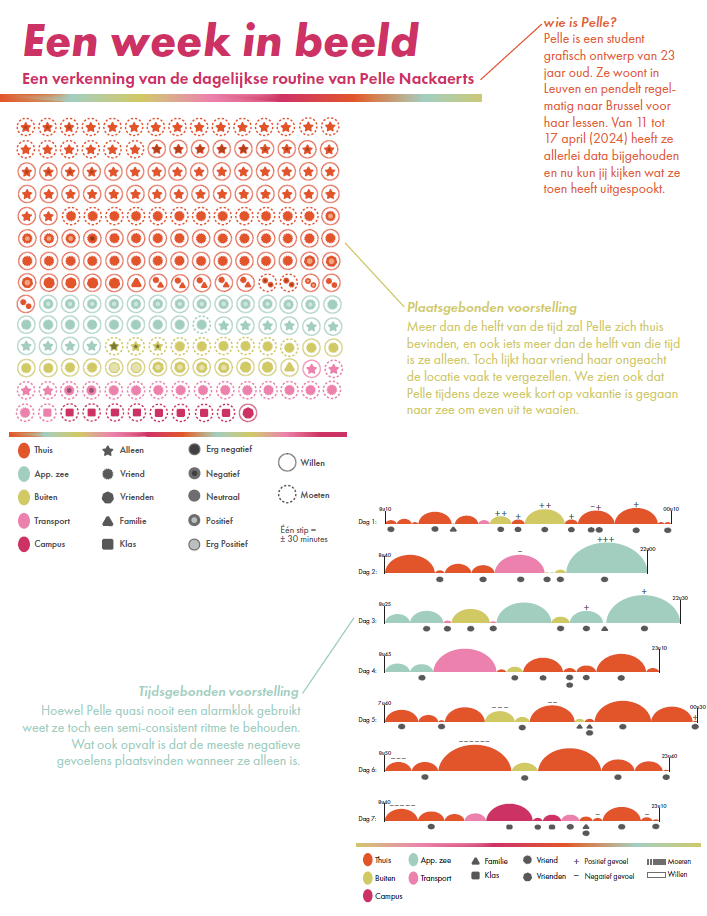 Een week in beeld
Een verkenning van de dagelijkse routine van Pelle Nackaerts
wie is Pelle?
Pelle is een student
grafisch ontwerp van 23
jaar oud. Ze woont in
Leuven en pendelt regel-
matig naar Brussel voor
haar lessen. Van 11 tot
17 april (2024) heeft ze
allerlei data bijgehouden
en nu kun jij kijken wat ze
toen heeft uitgespookt.
Plaatsgebonden voorstelling
Meer dan de helft van de tijd zal Pelle zich thuis
bevinden, en ook iets meer dan de helft van die tijd
is ze alleen. Toch lijkt haar vriend haar ongeacht
de locatie vaak te vergezellen. We zien ook dat
Pelle tijdens deze week kort op vakantie is gegaan
naar zee om even uit te waaien.
Thuis
App. zee
Buiten
Transport
Campus
Alleen
Vriend
Vrienden
Familie
Klas
Erg negatief
Negatief
Neutraal
Positief
Erg Positief
Willen
Moeten
Één stip =
± 30 minutes
Dag 1:
9u10
00u10
Dag 2:
8u40
22u00
Dag 3:
9u25
22u30
Dag 4:
9u45
23u10
Dag 5:
7u40
00u30
Dag 6:
9u50
23u40
Dag 7:
9u40
23u10
Tijdsgebonden voorstelling
Hoewel Pelle quasi nooit een alarmklok gebruikt
weet ze toch een semi-consistent ritme te behouden.
Wat ook opvalt is dat de meeste negatieve
gevoelens plaatsvinden wanneer ze alleen is.
Thuis
Buiten
Campus
App. zee
Transport
Familie
Klas
Vriend
Vrienden
+ Positief gevoel
− Negatief gevoel
Moeten
Willen